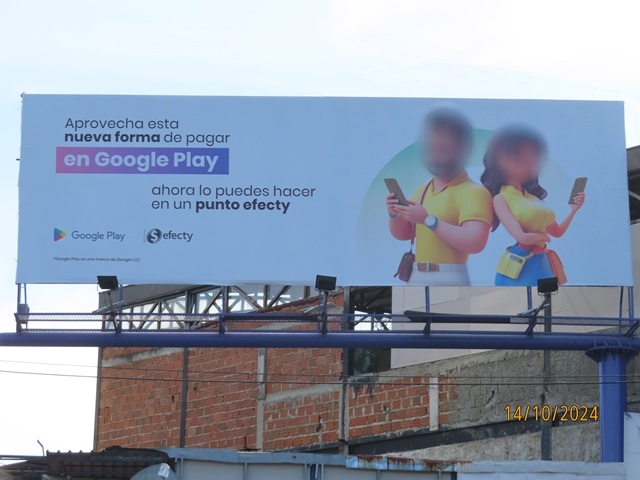 Aprovecha esta
nueva forma de pagar
en Google Play
ahora lo puedes hacer
en un punto efecty
Google Play
efecty
*Google Play es una marca de Google LLC
14/10/2024